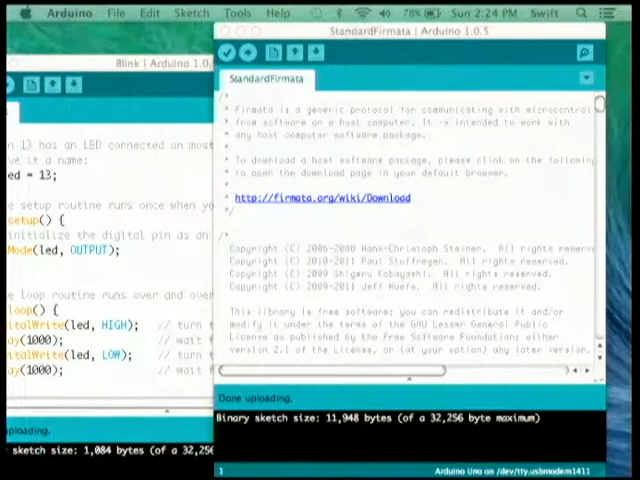 Arduino File Edit Sketch Tools Help 78% Sun 2:24 PM Swift
StandardFirmata | Arduino 1.0.5
StandardFirmata
/*
* Firmata is a generic protocol for communicating with microcontrol
* from software on a host computer. It is intended to work with
* any host computer software package.
*
* To download a host software package, please clink on the following
* to open the download page in your default browser.
*
* http://firmata.org/wiki/Download
*/
/*
Copyright (C) 2006-2008 Hans-Christoph Steiner. All rights reserv
Copyright (C) 2010-2011 Paul Stoffregen. All rights reserved.
Copyright (C) 2009 Shigeru Kobayashi. All rights reserved.
Copyright (C) 2009-2011 Jeff Hoefs. All rights reserved.
This library is free software; you can redistribute it and/or
modify it under the terms of the GNU Lesser General Public
License as published by the Free Software Foundation; either
version 2.1 of the License, or (at your option) any later version.
Done uploading.
Binary sketch size: 11,948 bytes (of a 32,256 byte maximum)
1
Arduino Uno on /dev/tty.usbmodem1411
Blink | Arduino 1.0.
n 13 has an LED connected on most
ve it a name:
ed = 13;
e setup routine runs once when yo
setup() {
initialize the digital pin as an
Mode(led, OUTPUT);
e loop routine runs over and over
loop() {
italWrite(led, HIGH); // turn t
ay(1000); // wait f
italWrite(led, LOW); // turn t
ay(1000); // wait f
ploading.
sketch size: 1,084 bytes (of a 32,256